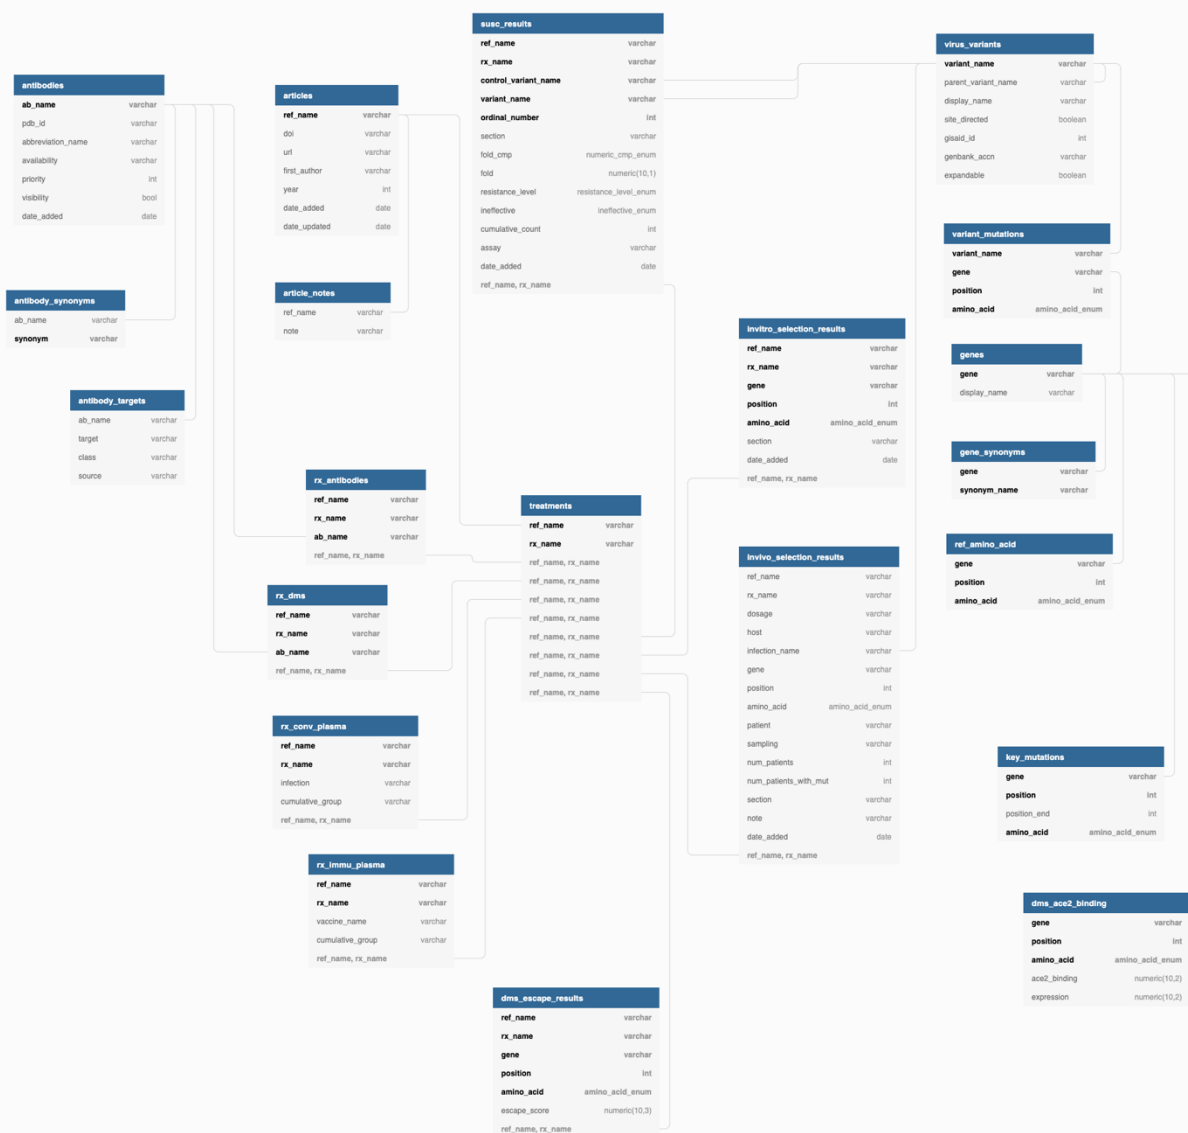 susc_results
ref_name varchar
rx_name varchar
control_variant_name varchar
variant_name varchar
ordinal_number int
section varchar
fold_cmp numeric_cmp_enum
fold numeric(10,1)
resistance_level resistance_level_enum
ineffective ineffective_enum
cumulative_count int
assay varchar
date_added date
ref_name, rx_name
virus_variants
variant_name varchar
parent_variant_name varchar
display_name varchar
site_directed boolean
gisaid_id int
genbank_accn varchar
expandable boolean
antibodies
ab_name varchar
pdb_id varchar
abbreviation_name varchar
availability varchar
priority int
visibility bool
date_added date
articles
ref_name varchar
doi varchar
url varchar
first_author varchar
year int
date_added date
date_updated date
variant_mutations
variant_name varchar
gene varchar
position int
amino_acid amino_acid_enum
antibody_synonyms
ab_name varchar
synonym varchar
article_notes
ref_name varchar
note varchar
invitro_selection_results
ref_name varchar
rx_name varchar
gene varchar
position int
amino_acid amino_acid_enum
section varchar
date_added date
ref_name, rx_name
genes
gene varchar
display_name varchar
antibody_targets
ab_name varchar
target varchar
class varchar
source varchar
gene_synonyms
gene varchar
synonym_name varchar
rx_antibodies
ref_name varchar
rx_name varchar
ab_name varchar
ref_name, rx_name
treatments
ref_name varchar
rx_name varchar
ref_name, rx_name
ref_name, rx_name
ref_name, rx_name
ref_name, rx_name
ref_name, rx_name
ref_name, rx_name
ref_name, rx_name
ref_name, rx_name
ref_amino_acid
gene varchar
position int
amino_acid amino_acid_enum
invivo_selection_results
ref_name varchar
rx_name varchar
dosage varchar
host varchar
infection_name varchar
gene varchar
position int
amino_acid amino_acid_enum
patient varchar
sampling varchar
num_patients int
num_patients_with_mut int
section varchar
note varchar
date_added date
ref_name, rx_name
rx_dms
ref_name varchar
rx_name varchar
ab_name varchar
ref_name, rx_name
rx_conv_plasma
ref_name varchar
rx_name varchar
infection varchar
cumulative_group varchar
ref_name, rx_name
key_mutations
gene varchar
position int
position_end int
amino_acid amino_acid_enum
rx_immu_plasma
ref_name varchar
rx_name varchar
vaccine_name varchar
cumulative_group varchar
ref_name, rx_name
dms_ace2_binding
gene varchar
position int
amino_acid amino_acid_enum
ace2_binding numeric(10,2)
expression numeric(10,2)
dms_escape_results
ref_name varchar
rx_name varchar
gene varchar
position int
amino_acid amino_acid_enum
escape_score numeric(10,3)
ref_name, rx_name